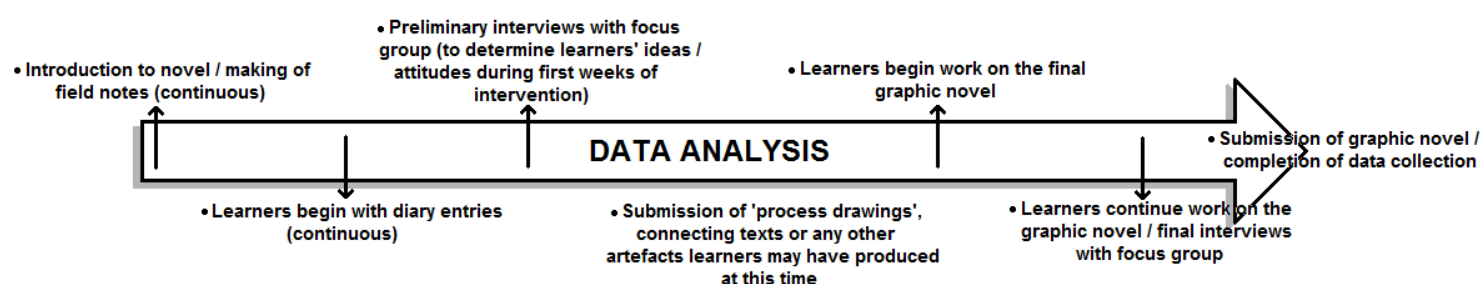 • Introduction to novel / making of
field notes (continuous)
• Learners begin with diary entries
(continuous)
• Preliminary interviews with focus
group (to determine learners' ideas /
attitudes during first weeks of
intervention)
• Submission of 'process drawings',
connecting texts or any other
artefacts learners may have produced
at this time
• Learners begin work on the final
graphic novel
• Learners continue work on the
graphic novel / final interviews
with focus group
• Submission of graphic novel /
completion of data collection
DATA ANALYSIS